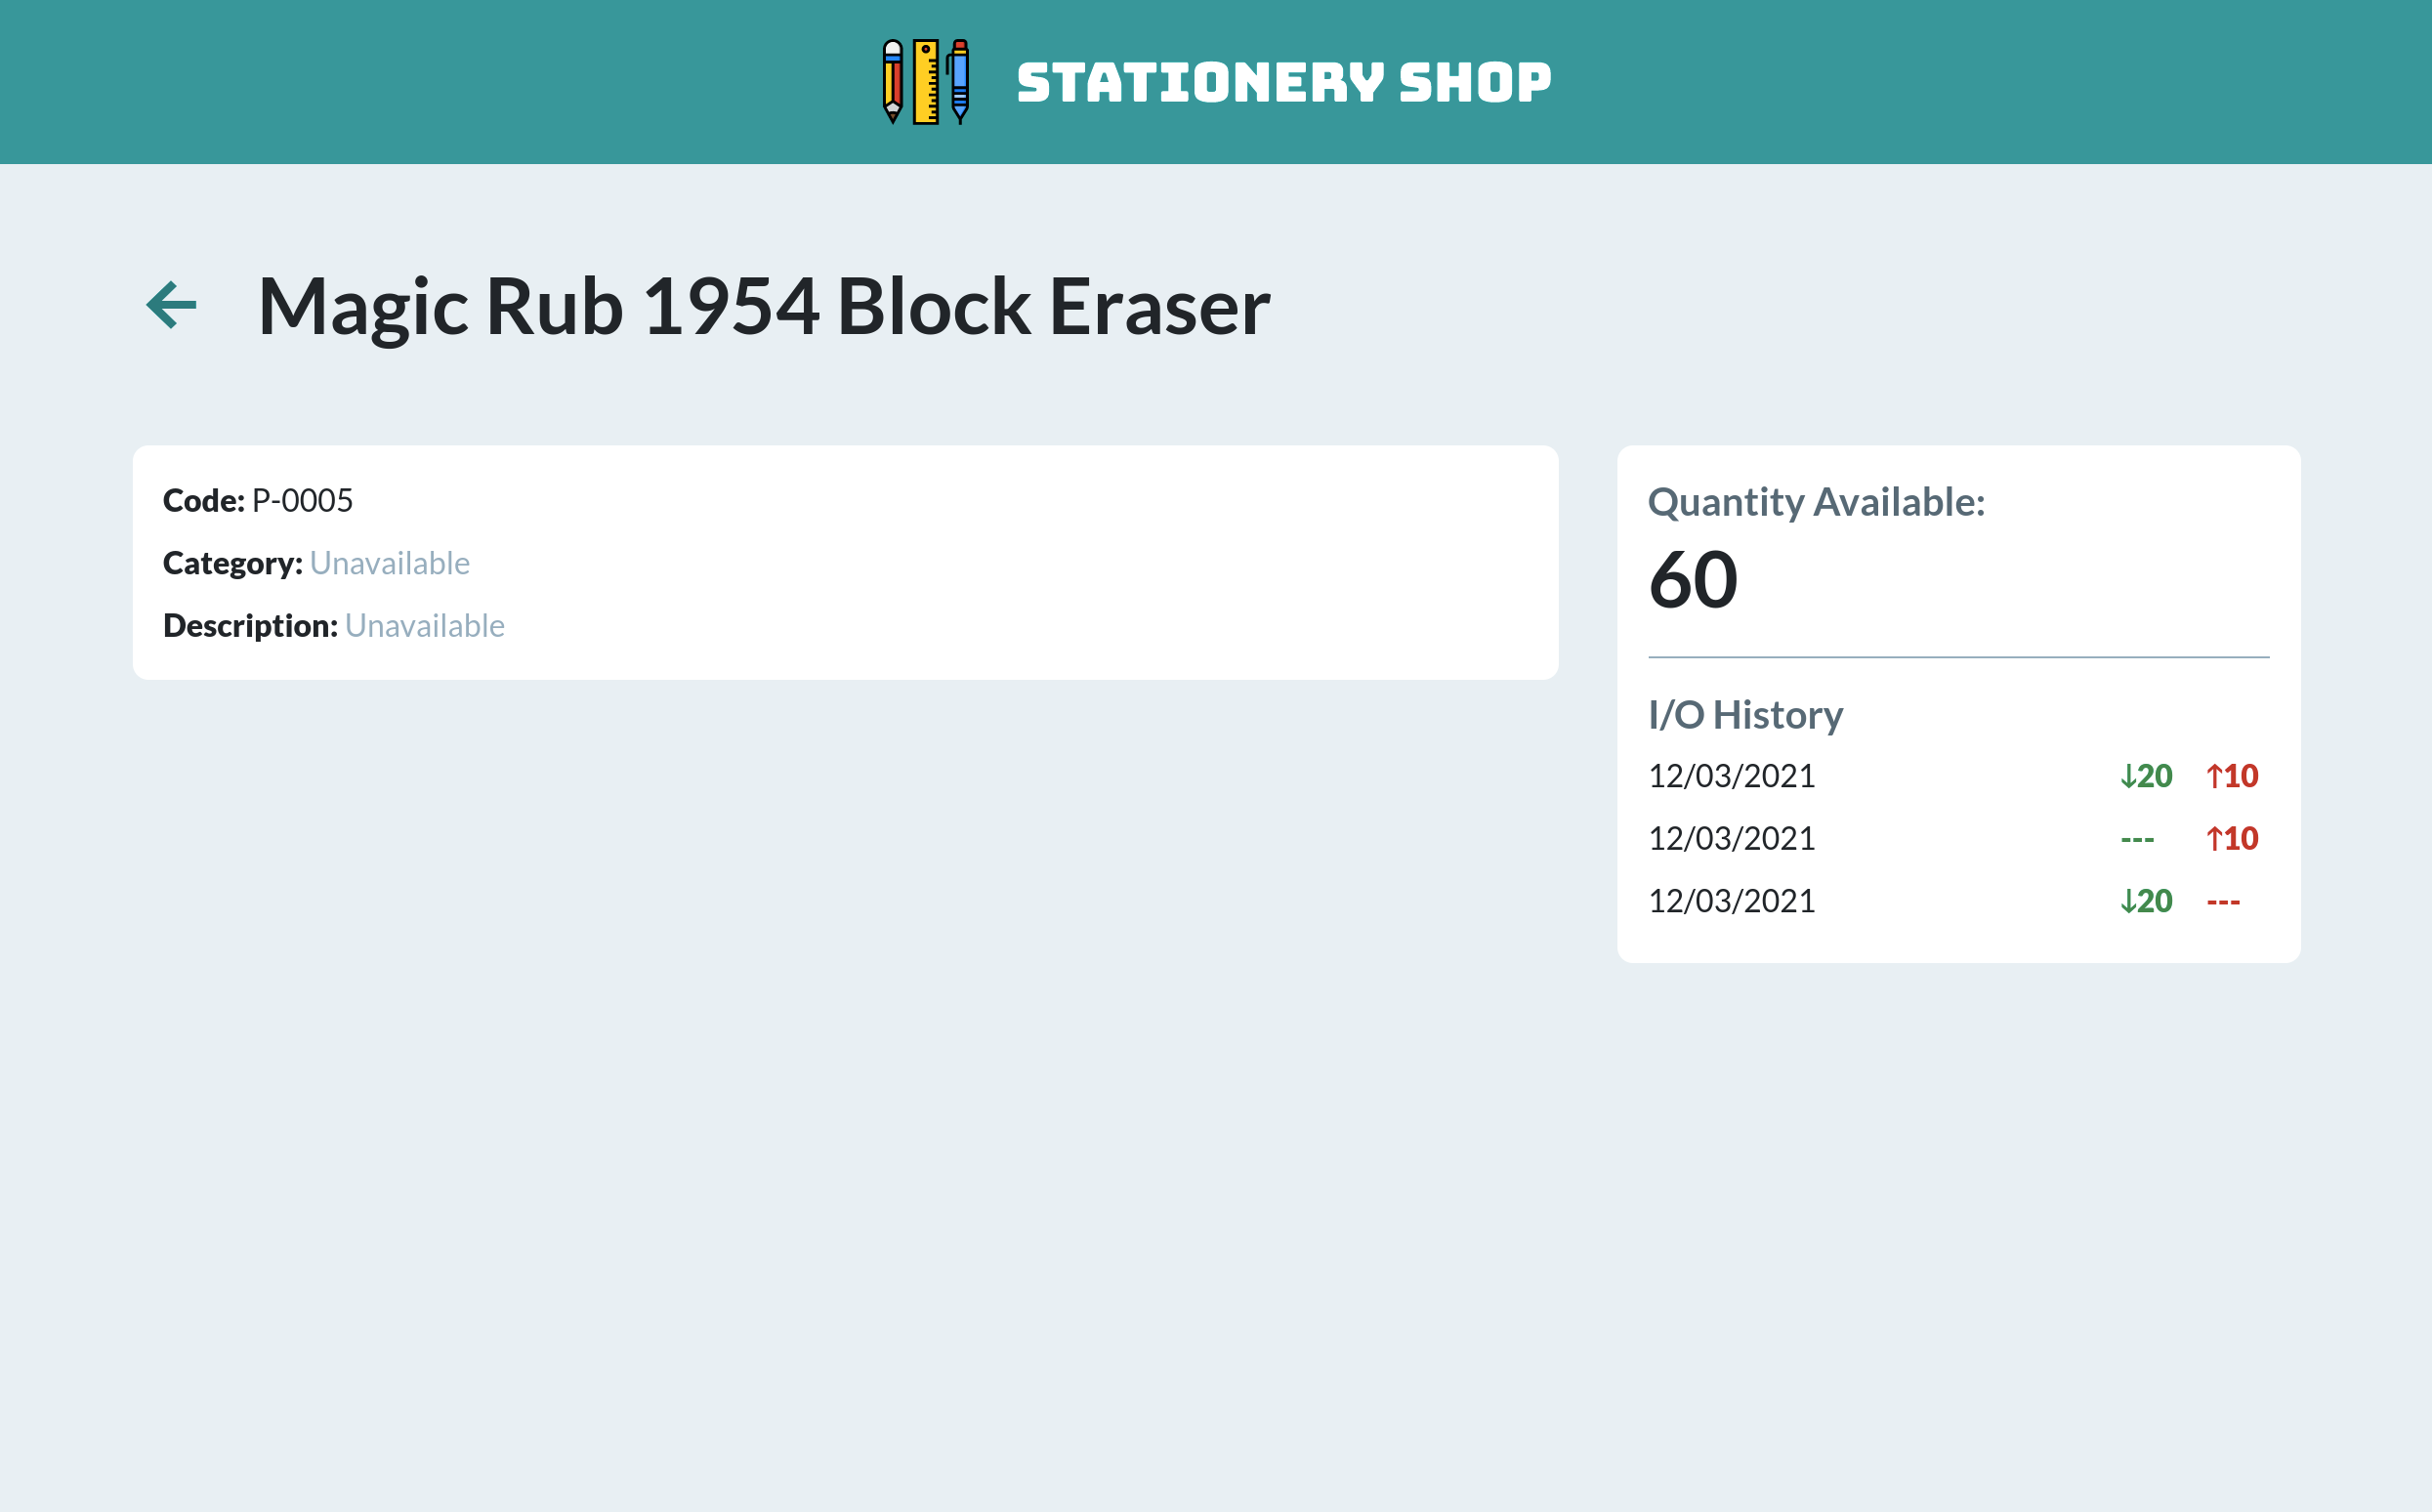 STATIONERY SHOP
Magic Rub 1954 Block Eraser
Code: P-0005
Category: Unavailable
Description: Unavailable
Quantity Available:
60
I/O History
12/03/2021 ↓20 ↑10
12/03/2021 --- ↑10
12/03/2021 ↓20 ---